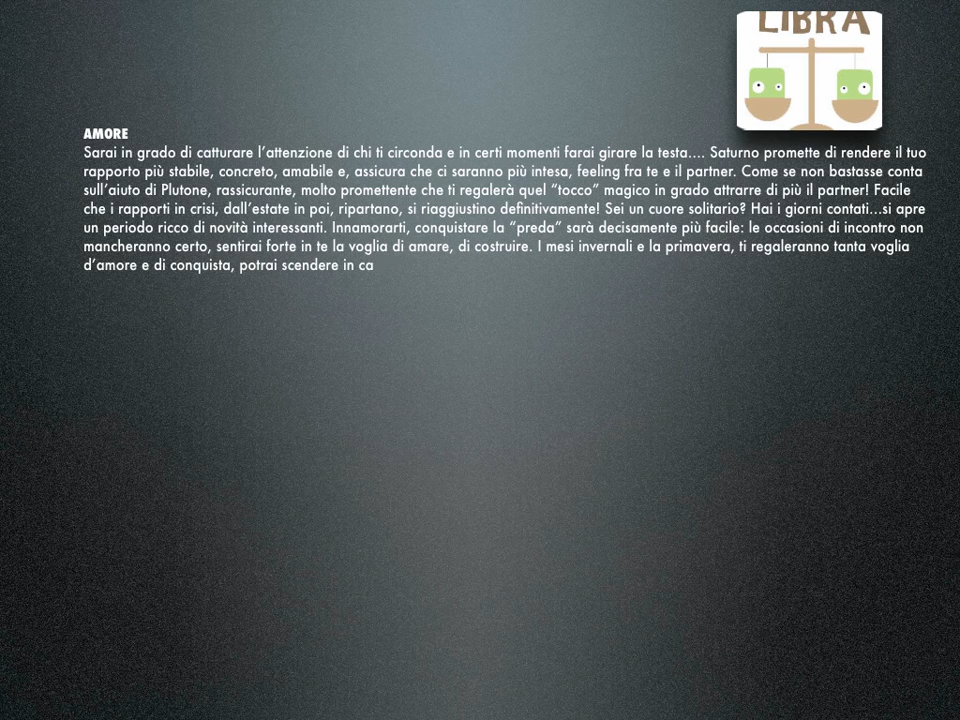 LIBRA
AMORE
Sarai in grado di catturare l’attenzione di chi ti circonda e in certi momenti farai girare la testa.... Saturno promette di rendere il tuo
rapporto più stabile, concreto, amabile e, assicura che ci saranno più intesa, feeling fra te e il partner. Come se non bastasse conta
sull’aiuto di Plutone, rassicurante, molto promettente che ti regalerà quel “tocco” magico in grado attrarre di più il partner! Facile
che i rapporti in crisi, dall’estate in poi, ripartano, si riaggiustino definitivamente! Sei un cuore solitario? Hai i giorni contati...si apre
un periodo ricco di novità interessanti. Innamorarti, conquistare la “preda” sarà decisamente più facile: le occasioni di incontro non
mancheranno certo, sentirai forte in te la voglia di amare, di costruire. I mesi invernali e la primavera, ti regaleranno tanta voglia
d’amore e di conquista, potrai scendere in ca